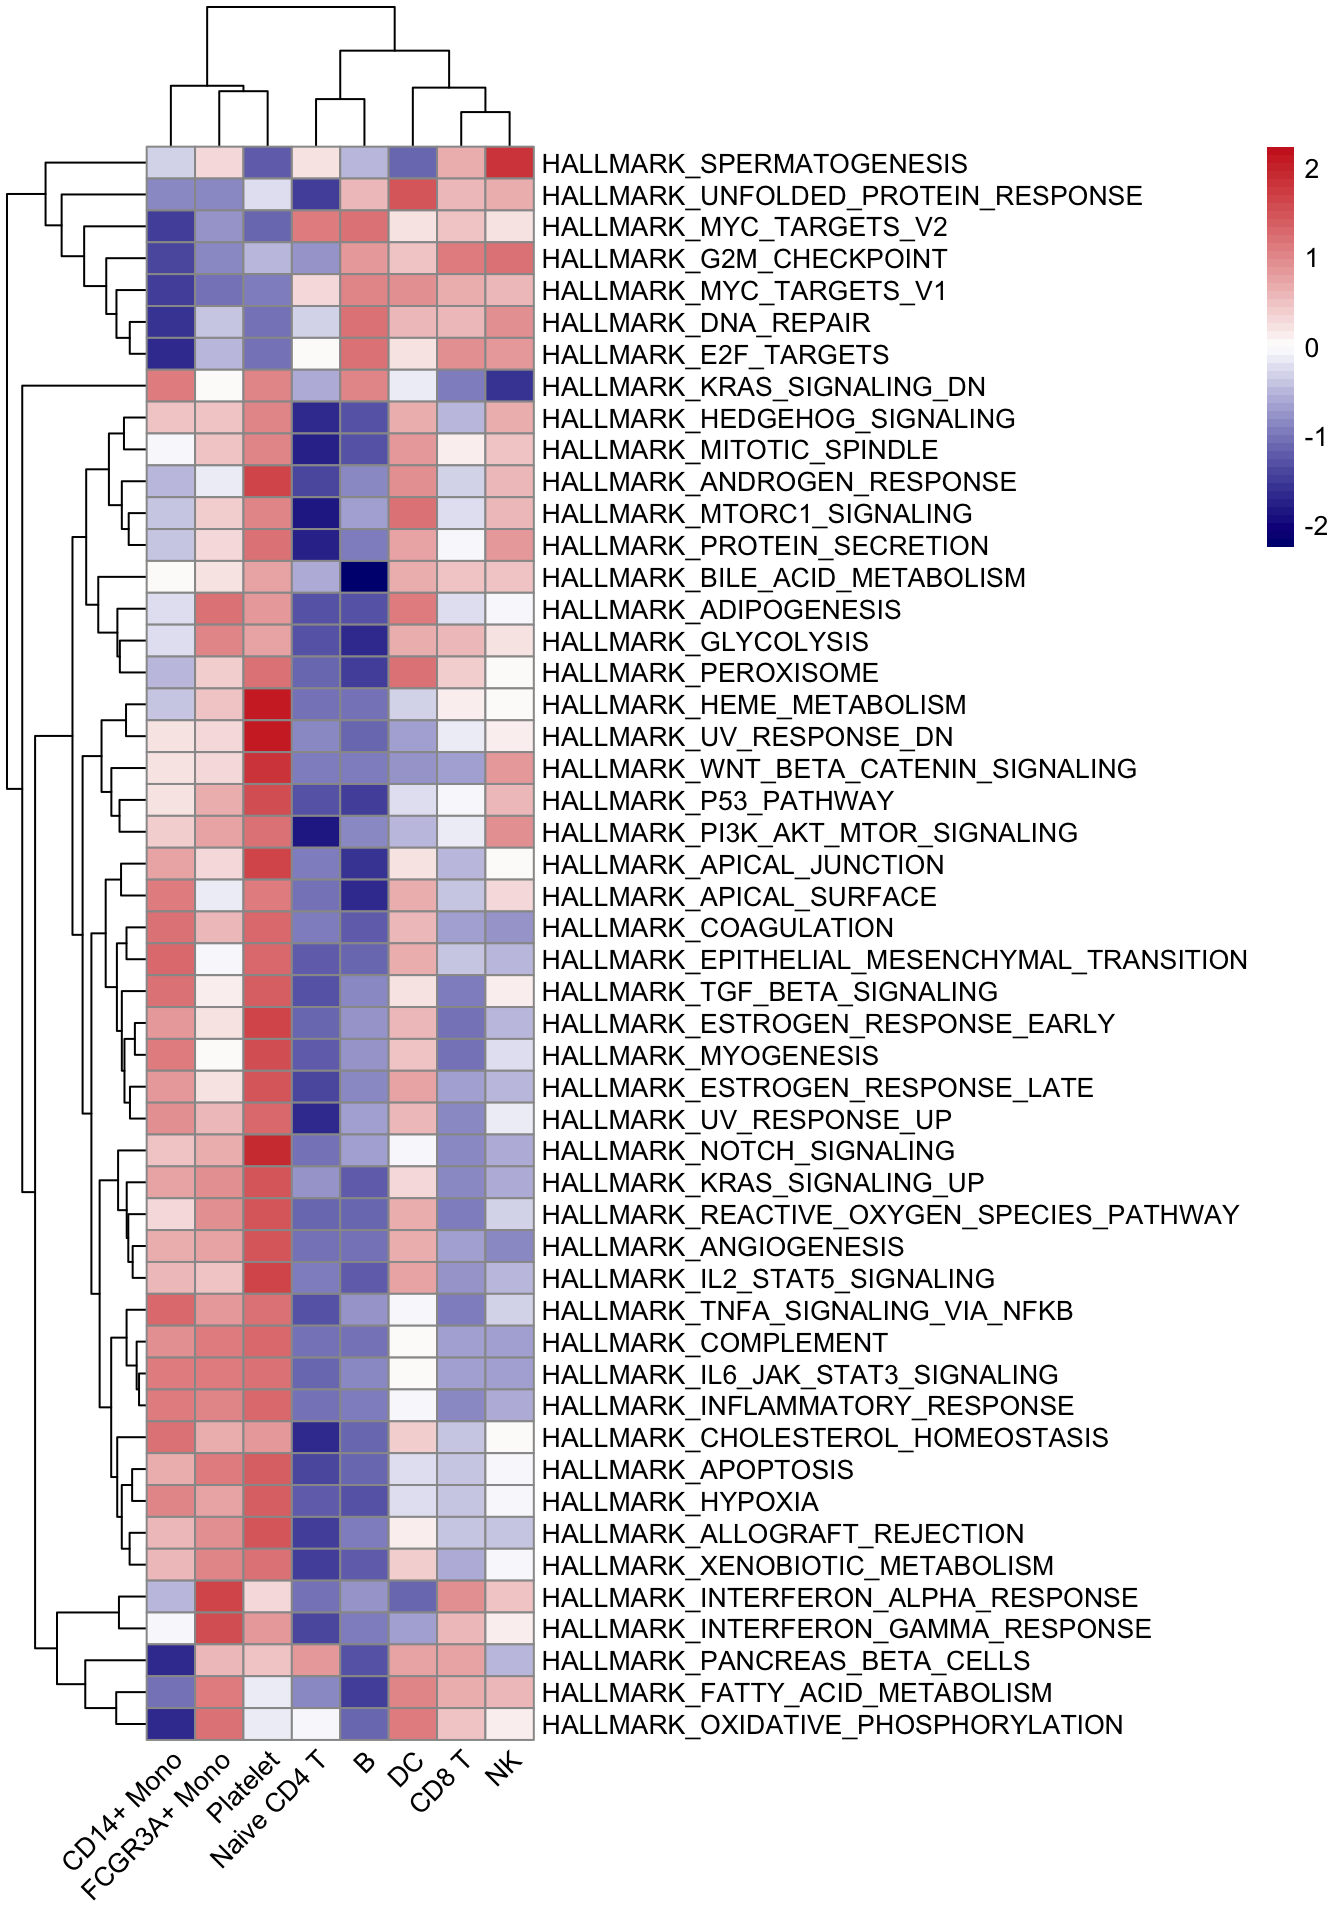 HALLMARK_SPERMATOGENESIS
HALLMARK_UNFOLDED_PROTEIN_RESPONSE
HALLMARK_MYC_TARGETS_V2
HALLMARK_G2M_CHECKPOINT
HALLMARK_MYC_TARGETS_V1
HALLMARK_DNA_REPAIR
HALLMARK_E2F_TARGETS
HALLMARK_KRAS_SIGNALING_DN
HALLMARK_HEDGEHOG_SIGNALING
HALLMARK_MITOTIC_SPINDLE
HALLMARK_ANDROGEN_RESPONSE
HALLMARK_MTORC1_SIGNALING
HALLMARK_PROTEIN_SECRETION
HALLMARK_BILE_ACID_METABOLISM
HALLMARK_ADIPOGENESIS
HALLMARK_GLYCOLYSIS
HALLMARK_PEROXISOME
HALLMARK_HEME_METABOLISM
HALLMARK_UV_RESPONSE_DN
HALLMARK_WNT_BETA_CATENIN_SIGNALING
HALLMARK_P53_PATHWAY
HALLMARK_PI3K_AKT_MTOR_SIGNALING
HALLMARK_APICAL_JUNCTION
HALLMARK_APICAL_SURFACE
HALLMARK_COAGULATION
HALLMARK_EPITHELIAL_MESENCHYMAL_TRANSITION
HALLMARK_TGF_BETA_SIGNALING
HALLMARK_ESTROGEN_RESPONSE_EARLY
HALLMARK_MYOGENESIS
HALLMARK_ESTROGEN_RESPONSE_LATE
HALLMARK_UV_RESPONSE_UP
HALLMARK_NOTCH_SIGNALING
HALLMARK_KRAS_SIGNALING_UP
HALLMARK_REACTIVE_OXYGEN_SPECIES_PATHWAY
HALLMARK_ANGIOGENESIS
HALLMARK_IL2_STAT5_SIGNALING
HALLMARK_TNFA_SIGNALING_VIA_NFKB
HALLMARK_COMPLEMENT
HALLMARK_IL6_JAK_STAT3_SIGNALING
HALLMARK_INFLAMMATORY_RESPONSE
HALLMARK_CHOLESTEROL_HOMEOSTASIS
HALLMARK_APOPTOSIS
HALLMARK_HYPOXIA
HALLMARK_ALLOGRAFT_REJECTION
HALLMARK_XENOBIOTIC_METABOLISM
HALLMARK_INTERFERON_ALPHA_RESPONSE
HALLMARK_INTERFERON_GAMMA_RESPONSE
HALLMARK_PANCREAS_BETA_CELLS
HALLMARK_FATTY_ACID_METABOLISM
HALLMARK_OXIDATIVE_PHOSPHORYLATION
CD14+ Mono
FCGR3A+ Mono
Platelet
Naive CD4 T
B
DC
CD8 T
NK
2
1
0
-1
-2